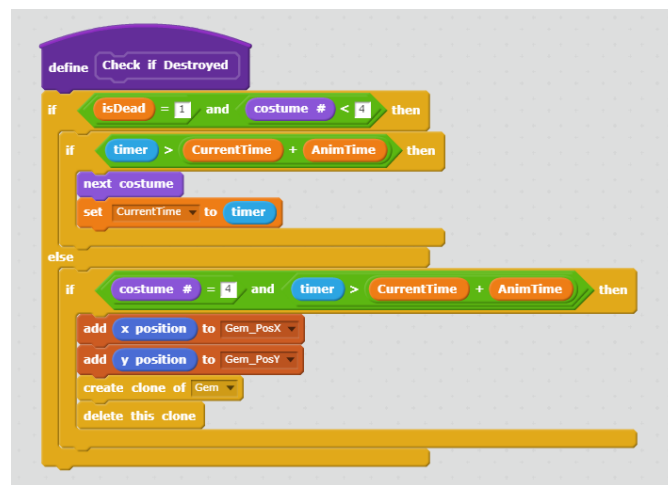 define Check if Destroyed
if isDead = 1 and costume # < 4 then
if timer > CurrentTime + AnimTime then
next costume
set CurrentTime to timer
else
if costume # = 4 and timer > CurrentTime + AnimTime then
add x position to Gem_PosX
add y position to Gem_PosY
create clone of Gem
delete this clone